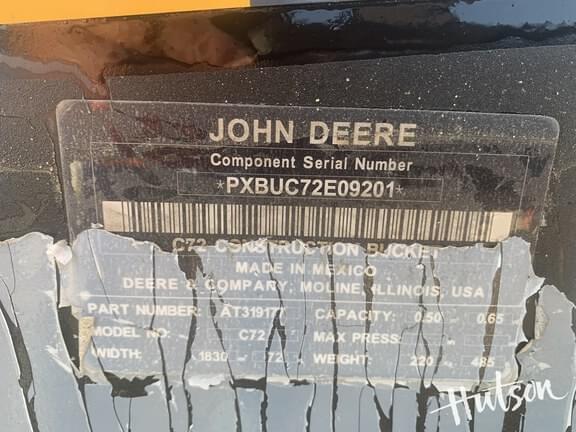 JOHN DEERE
Component Serial Number
*PXBUC72E09201*
C72 CONSTRUCTION BUCKET
MADE IN MEXICO
DEERE & COMPANY, MOLINE, ILLINOIS, USA
PART NUMBER: AT319177 CAPACITY: 0.50 0.65
MODEL NO: C72 MAX PRESS:
WIDTH: 1830 72 WEIGHT: 220 485
Hutson